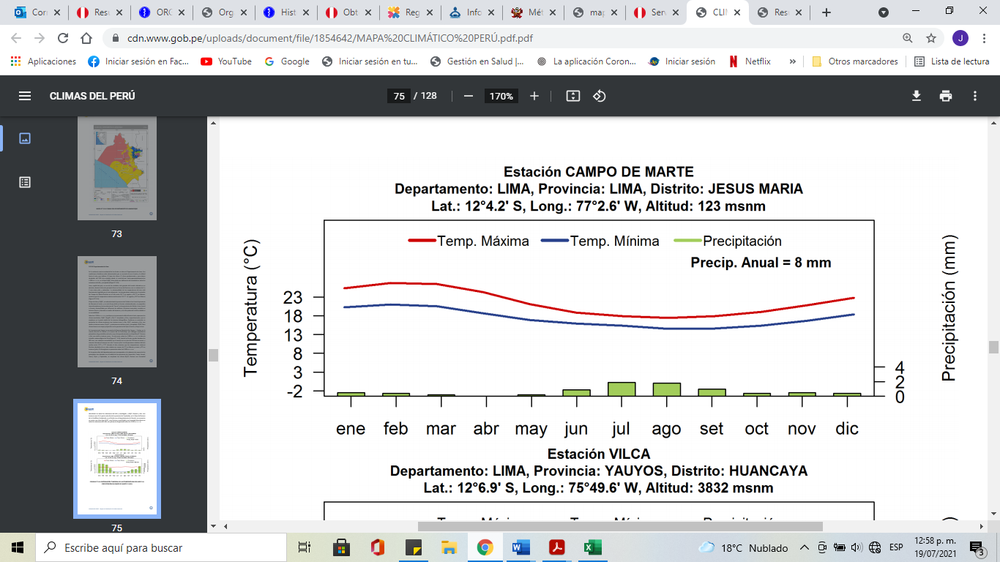 Cor
Res
ORG
Org
Hist
Obt
Reg
Info
Mét
map
Serv
CLI
Res
cdn.www.gob.pe/uploads/document/file/1854642/MAPA%20CLIMÁTICO%20PERÚ.pdf.pdf
J
Aplicaciones
Iniciar sesión en Fac...
YouTube
Google
Iniciar sesión en tu...
Gestión en Salud |...
La aplicación Coron...
Iniciar sesión
Netflix
»
Otros marcadores
Lista de lectura
CLIMAS DEL PERÚ
75 / 128
170%
73
74
75
Estación CAMPO DE MARTE
Departamento: LIMA, Provincia: LIMA, Distrito: JESUS MARIA
Lat.: 12°4.2' S, Long.: 77°2.6' W, Altitud: 123 msnm
Temp. Máxima
Temp. Mínima
Precipitación
Precip. Anual = 8 mm
Temperatura (°C)
23
18
13
8
3
-2
Precipitación (mm)
4
2
0
ene feb mar abr may jun jul ago set oct nov dic
Estación VILCA
Departamento: LIMA, Provincia: YAUYOS, Distrito: HUANCAYA
Lat.: 12°6.9' S, Long.: 75°49.6' W, Altitud: 3832 msnm
Escribe aquí para buscar
18°C Nublado
ESP
12:58 p. m.
19/07/2021
3